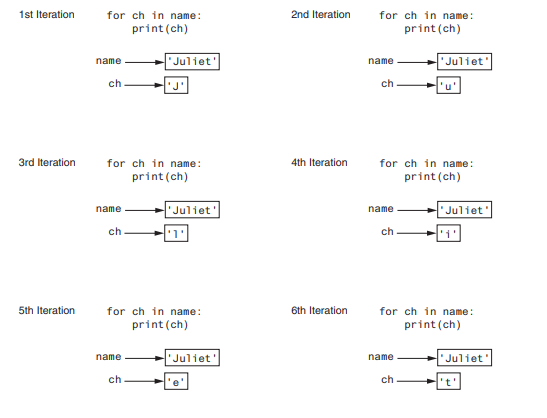 1st Iteration
for ch in name:
print(ch)
name
'Juliet'
ch
'J'
2nd Iteration
for ch in name:
print(ch)
name
'Juliet'
ch
'u'
3rd Iteration
for ch in name:
print(ch)
name
'Juliet'
ch
'l'
4th Iteration
for ch in name:
print(ch)
name
'Juliet'
ch
'i'
5th Iteration
for ch in name:
print(ch)
name
'Juliet'
ch
'e'
6th Iteration
for ch in name:
print(ch)
name
'Juliet'
ch
't'